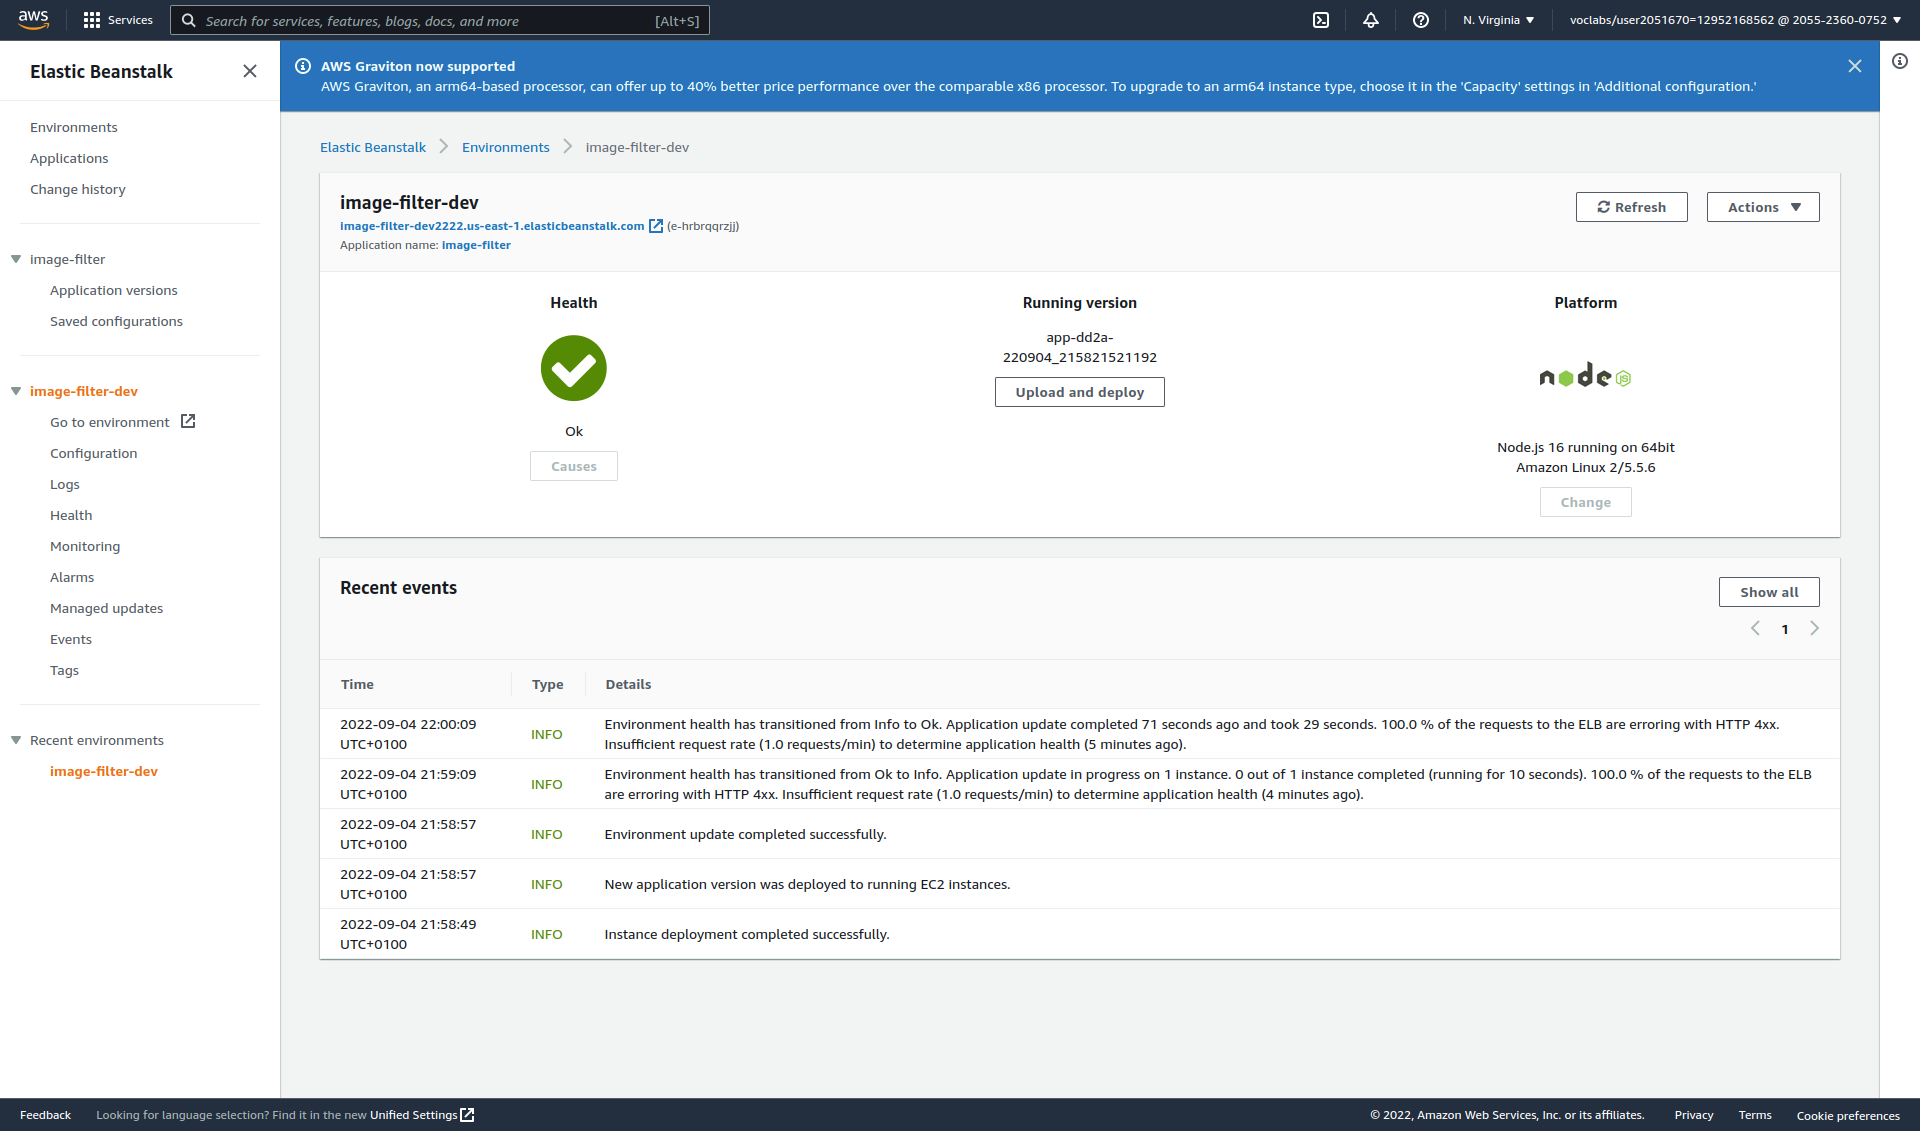 aws
Services
Search for services, features, blogs, docs, and more
[Alt+S]
N. Virginia
voclabs/user2051670=12952168562 @ 2055-2360-0752
Elastic Beanstalk
Environments
Applications
Change history
image-filter
Application versions
Saved configurations
image-filter-dev
Go to environment
Configuration
Logs
Health
Monitoring
Alarms
Managed updates
Events
Tags
Recent environments
image-filter-dev
AWS Graviton now supported
AWS Graviton, an arm64-based processor, can offer up to 40% better price performance over the comparable x86 processor. To upgrade to an arm64 instance type, choose it in the 'Capacity' settings in 'Additional configuration.'
Elastic Beanstalk
Environments
image-filter-dev
image-filter-dev
image-filter-dev2222.us-east-1.elasticbeanstalk.com (e-hrbrqqrzjj)
Application name: image-filter
Refresh
Actions
Health
Ok
Causes
Running version
app-dd2a-
220904_215821521192
Upload and deploy
Platform
node JS
Node.js 16 running on 64bit
Amazon Linux 2/5.5.6
Change
Recent events
Show all
1
Time Type Details
2022-09-04 22:00:09
UTC+0100
INFO
Environment health has transitioned from Info to Ok. Application update completed 71 seconds ago and took 29 seconds. 100.0 % of the requests to the ELB are erroring with HTTP 4xx.
Insufficient request rate (1.0 requests/min) to determine application health (5 minutes ago).
2022-09-04 21:59:09
UTC+0100
INFO
Environment health has transitioned from Ok to Info. Application update in progress on 1 instance. 0 out of 1 instance completed (running for 10 seconds). 100.0 % of the requests to the ELB
are erroring with HTTP 4xx. Insufficient request rate (1.0 requests/min) to determine application health (4 minutes ago).
2022-09-04 21:58:57
UTC+0100
INFO
Environment update completed successfully.
2022-09-04 21:58:57
UTC+0100
INFO
New application version was deployed to running EC2 instances.
2022-09-04 21:58:49
UTC+0100
INFO
Instance deployment completed successfully.
Feedback
Looking for language selection? Find it in the new Unified Settings
© 2022, Amazon Web Services, Inc. or its affiliates.
Privacy
Terms
Cookie preferences